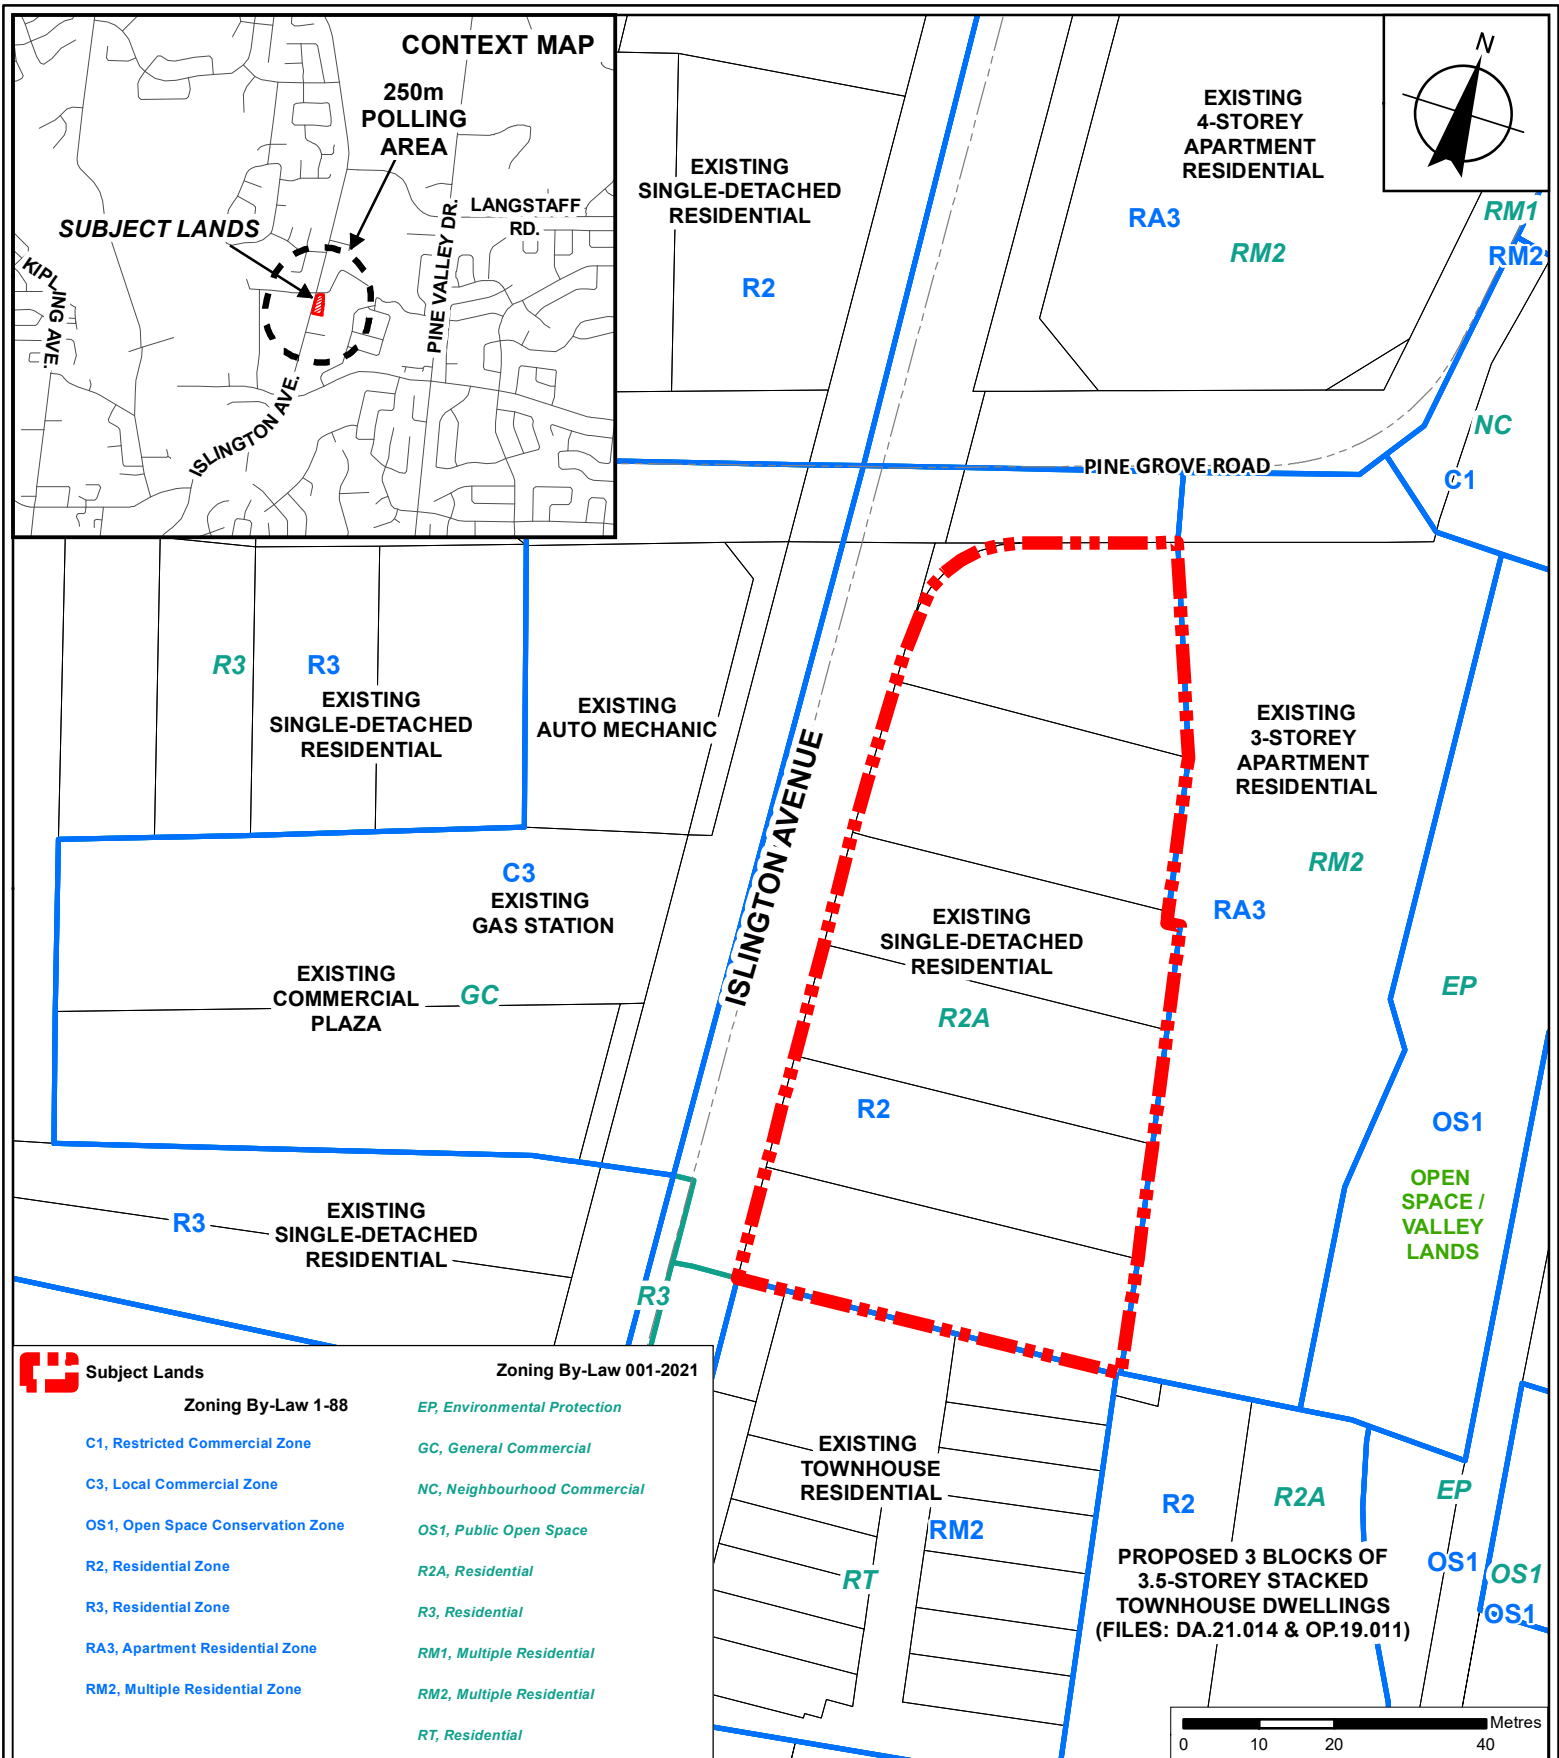 CONTEXT MAP
250m
POLLING
AREA
SUBJECT LANDS
LANGSTAFF
RD.
PINE VALLEY DR.
KIPLING AVE.
ISLINGTON AVE.
N
EXISTING
SINGLE-DETACHED
RESIDENTIAL
R2
EXISTING
4-STOREY
APARTMENT
RESIDENTIAL
RA3
RM2
RM1
RM2
NC
C1
PINE GROVE ROAD
R3
R3
EXISTING
SINGLE-DETACHED
RESIDENTIAL
EXISTING
AUTO MECHANIC
ISLINGTON AVENUE
EXISTING
3-STOREY
APARTMENT
RESIDENTIAL
RM2
RA3
C3
EXISTING
GAS STATION
EXISTING
COMMERCIAL
PLAZA
GC
EXISTING
SINGLE-DETACHED
RESIDENTIAL
R2A
R2
EP
OS1
OPEN
SPACE /
VALLEY
LANDS
R3
EXISTING
SINGLE-DETACHED
RESIDENTIAL
R3
EXISTING
TOWNHOUSE
RESIDENTIAL
RM2
RT
R2
R2A
EP
OS1
OS1
OS1
PROPOSED 3 BLOCKS OF
3.5-STOREY STACKED
TOWNHOUSE DWELLINGS
(FILES: DA.21.014 & OP.19.011)
Subject Lands
Zoning By-Law 1-88
C1, Restricted Commercial Zone
C3, Local Commercial Zone
OS1, Open Space Conservation Zone
R2, Residential Zone
R3, Residential Zone
RA3, Apartment Residential Zone
RM2, Multiple Residential Zone
Zoning By-Law 001-2021
EP, Environmental Protection
GC, General Commercial
NC, Neighbourhood Commercial
OS1, Public Open Space
R2A, Residential
R3, Residential
RM1, Multiple Residential
RM2, Multiple Residential
RT, Residential
Metres
0 10 20 40